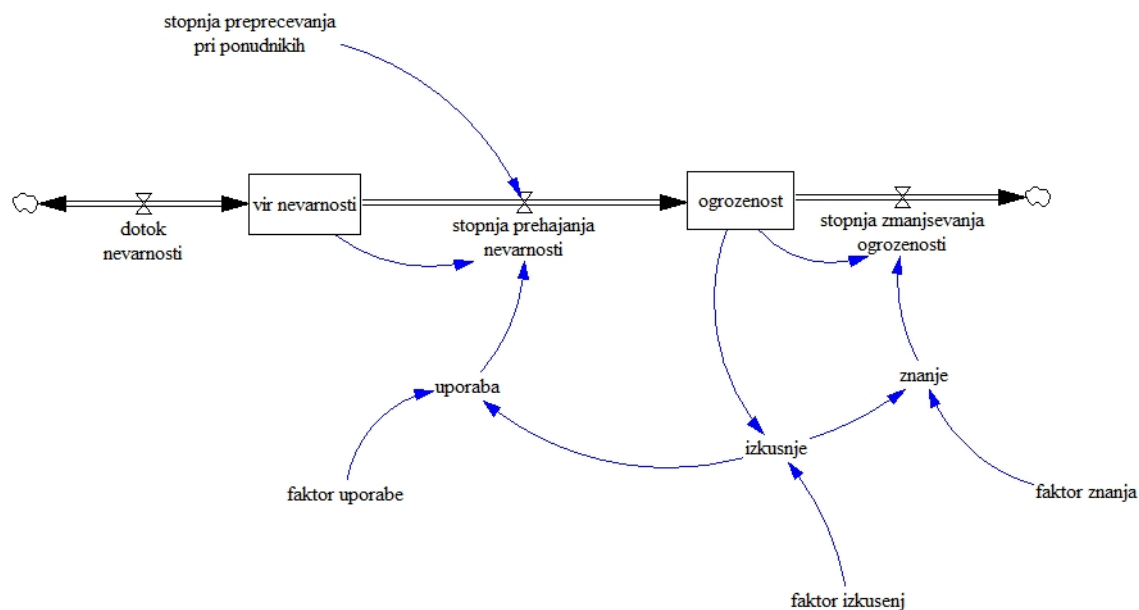 stopnja preprecevanja
pri ponudnikih
vir nevarnosti
ogrozenost
dotok
nevarnosti
stopnja prehajanja
nevarnosti
stopnja zmanjsevanja
ogrozenosti
uporaba
znanje
izkusnje
faktor uporabe
faktor znanja
faktor izkusenj